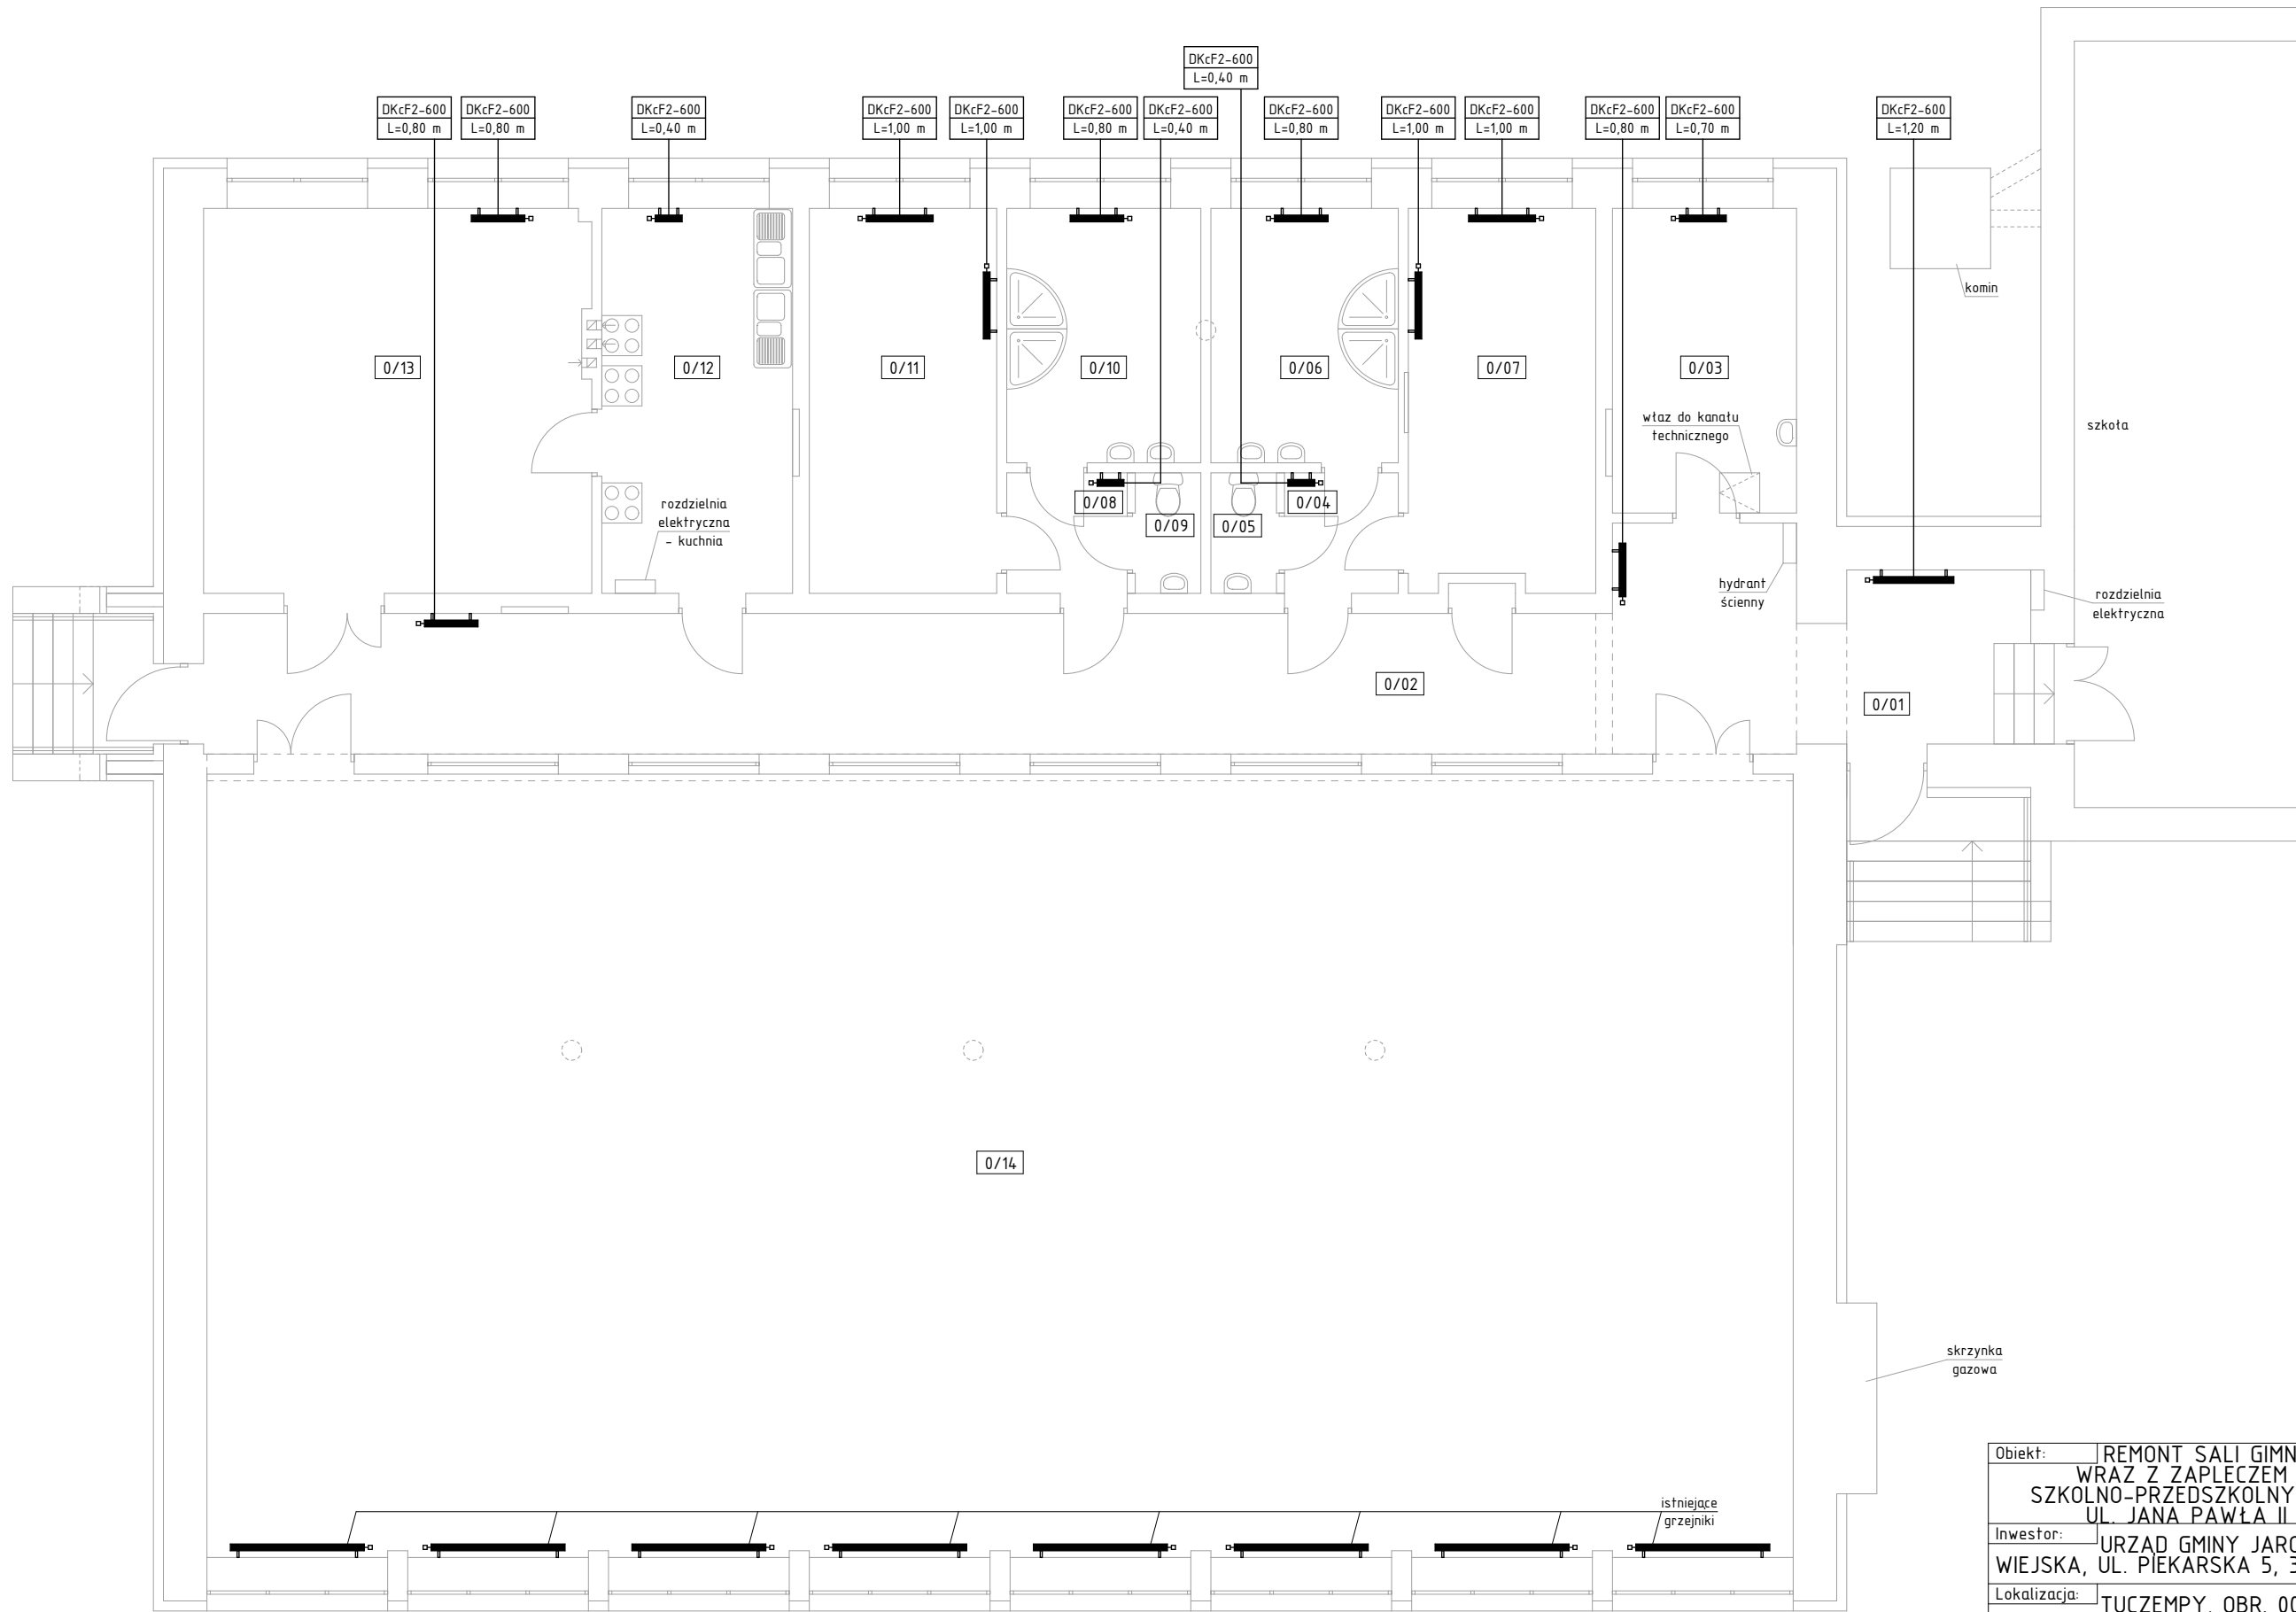 DKcF2-600
L=0,40 m
DKcF2-600
L=0,80 m
DKcF2-600
L=0,80 m
DKcF2-600
L=0,40 m
DKcF2-600
L=1,00 m
DKcF2-600
L=1,00 m
DKcF2-600
L=0,80 m
DKcF2-600
L=0,40 m
DKcF2-600
L=0,80 m
DKcF2-600
L=1,00 m
DKcF2-600
L=1,00 m
DKcF2-600
L=0,80 m
DKcF2-600
L=0,70 m
DKcF2-600
L=1,20 m
komin
0/13
0/12
0/11
0/10
0/06
0/07
0/03
właz do kanału
technicznego
szkoła
rozdzielnia
elektryczna
- kuchnia
0/08
0/09
0/05
0/04
hydrant
ścienny
rozdzielnia
elektryczna
0/02
0/01
0/14
skrzynka
gazowa
istniejące
grzejniki
Obiekt:
REMONT SALI GIMN
WRAZ Z ZAPLECZEM
SZKOLNO-PRZEDSZKOLNY
UL. JANA PAWŁA II
Inwestor:
URZĄD GMINY JARO
WIEJSKA, UL. PIEKARSKA 5, 3
Lokalizacja:
TUCZEMPY, OBR. 00